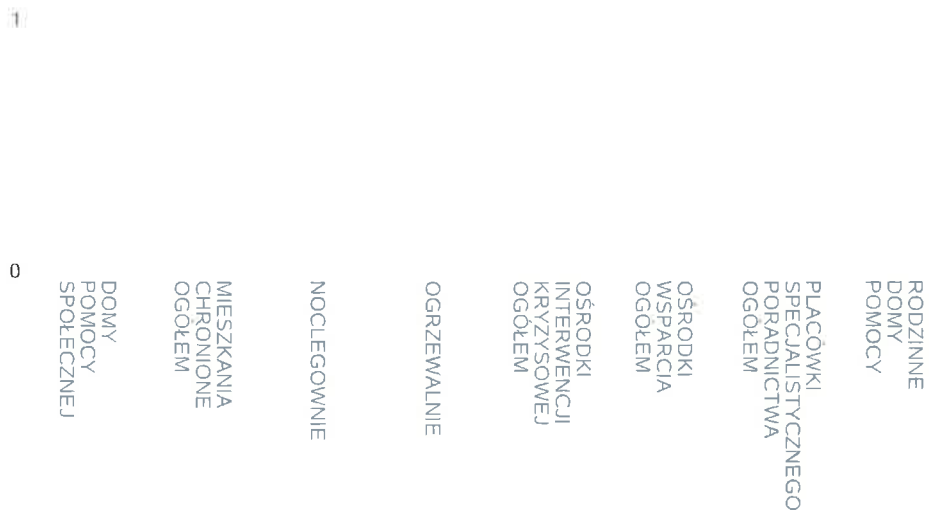 1
0
DOMY
POMOCY
SPOŁECZNEJ
MIESZKANIA
CHRONIONE
OGÓŁEM
NOCLEGOWNIE
OGRZEWALNIE
OŚRODKI
INTERWENCJI
KRYZYSOWEJ
OGÓŁEM
OŚRODKI
WSPARCIA
OGÓŁEM
PLACÓWKI
SPECJALISTYCZNEGO
PORADNICTWA
OGÓŁEM
RODZINNE
DOMY
POMOCY